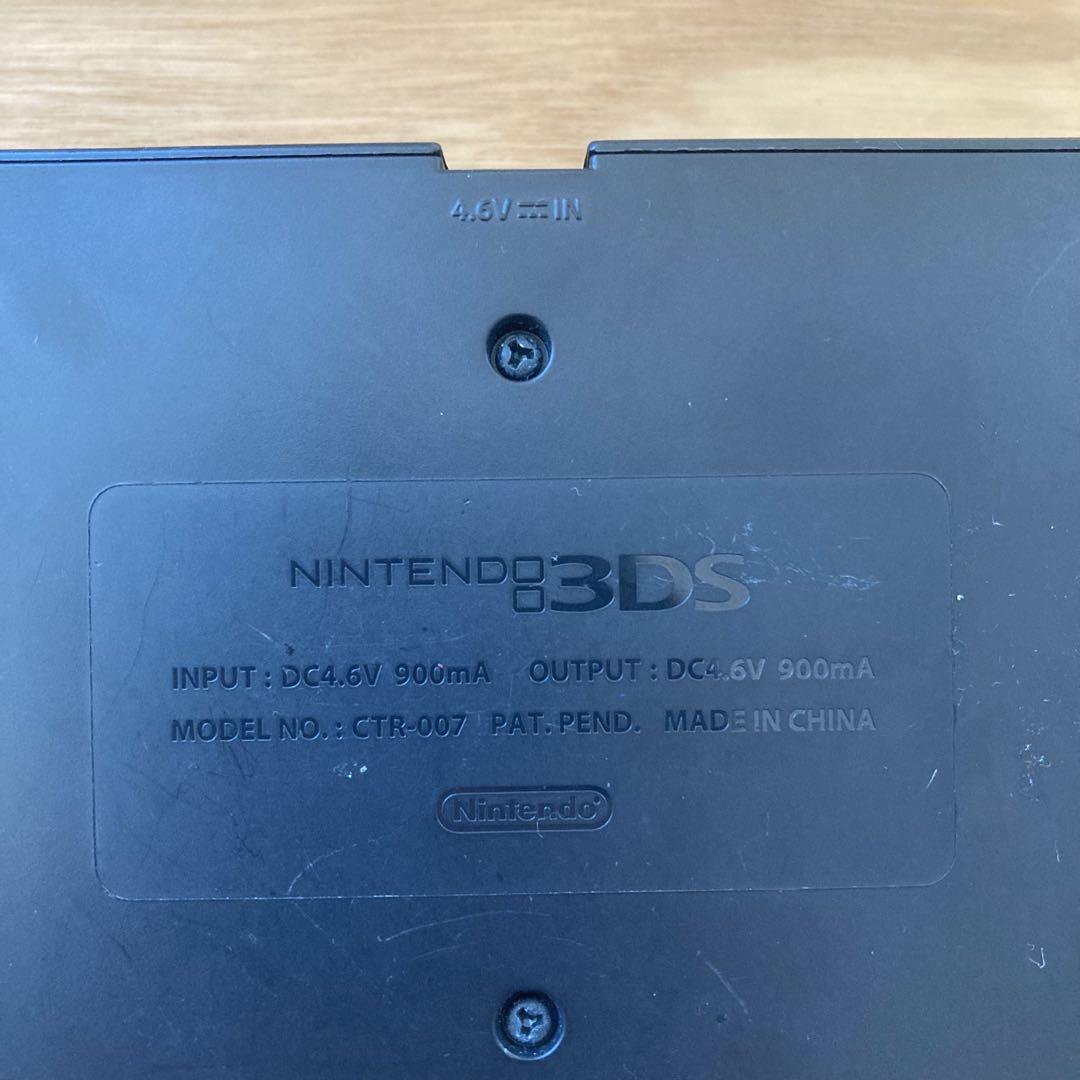 4.6V ⎓ IN
NINTENDO 3DS
INPUT : DC4.6V 900mA OUTPUT : DC4.6V 900mA
MODEL NO. : CTR-007 PAT. PEND. MADE IN CHINA
Nintendo®